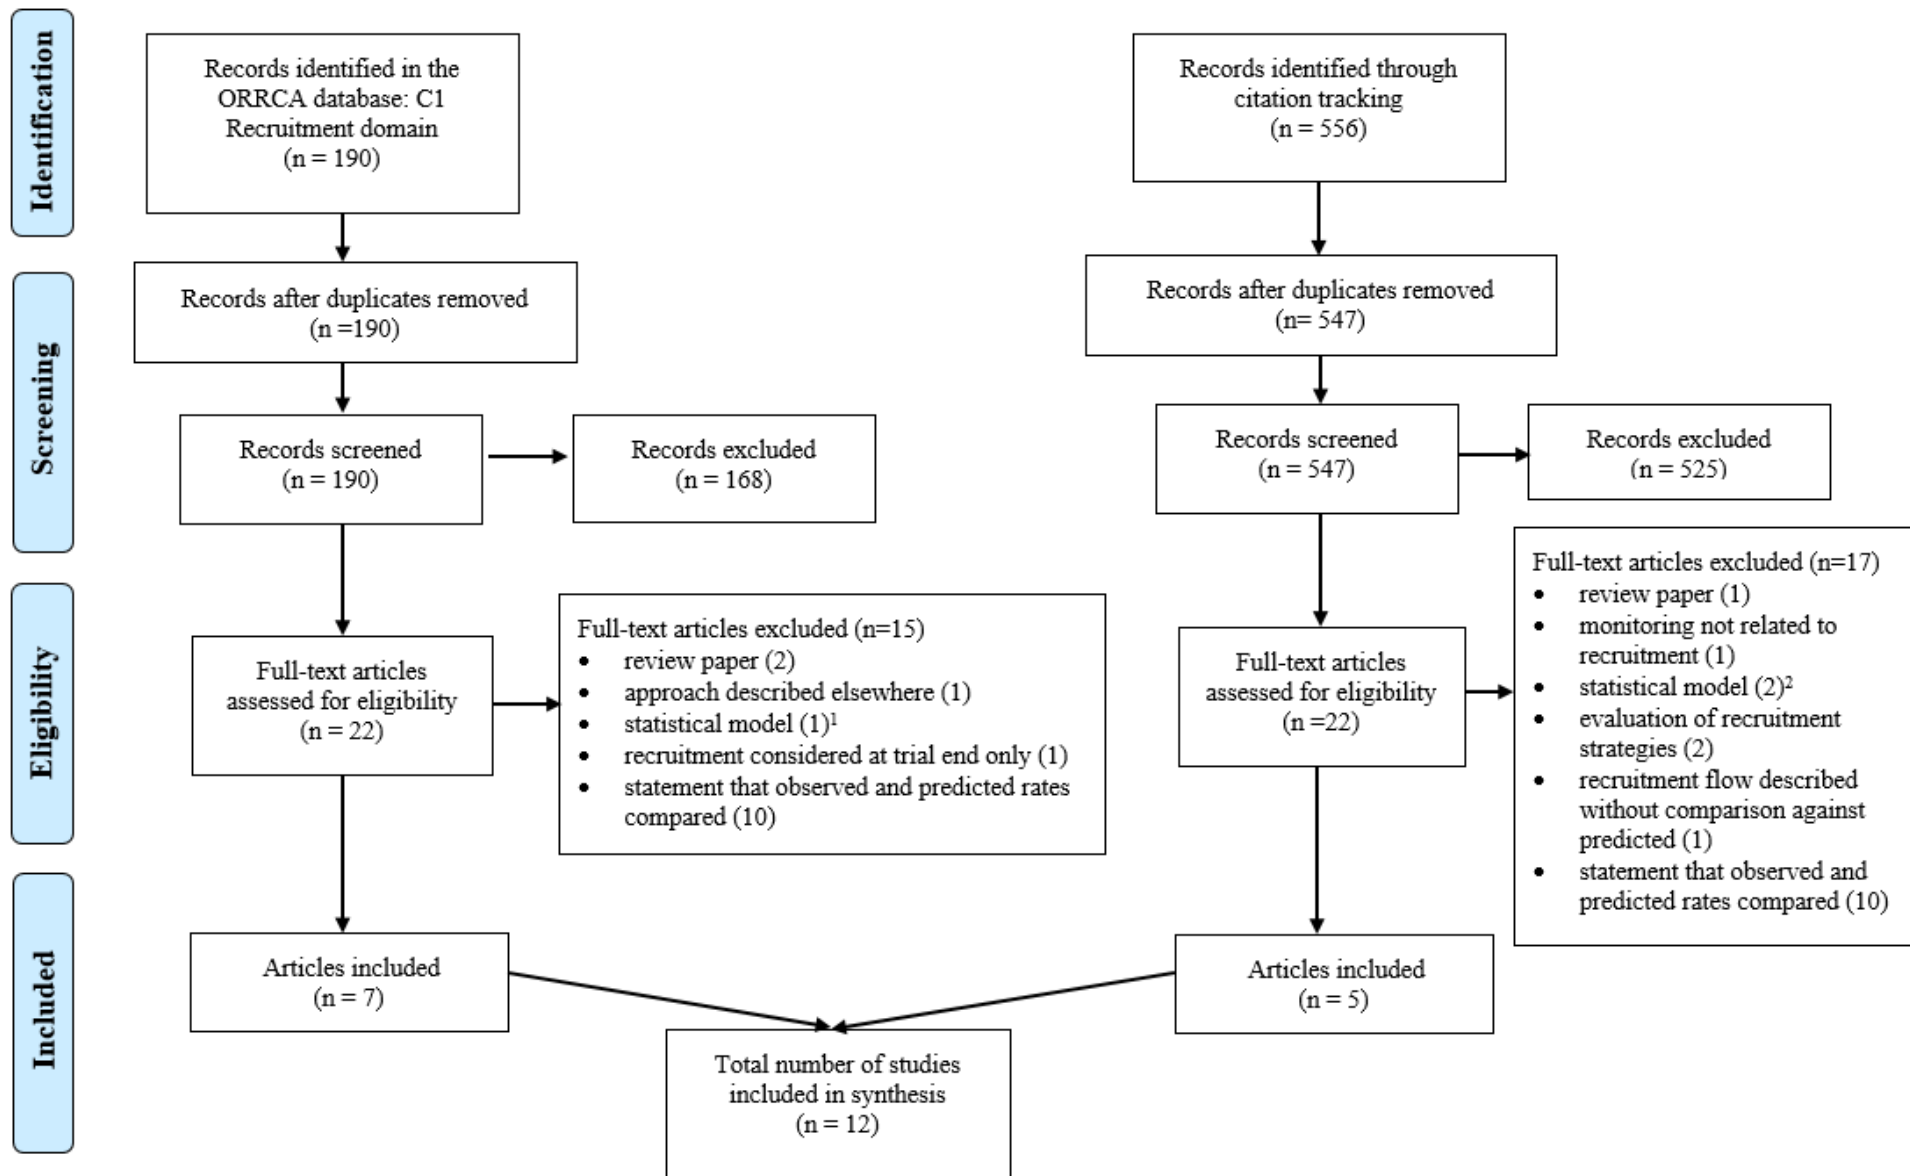 Identification
Records identified in the
ORRCA database: C1
Recruitment domain
(n = 190)
Records identified through
citation tracking
(n = 556)
Screening
Records after duplicates removed
(n =190)
Records after duplicates removed
(n= 547)
Records screened
(n = 190)
Records excluded
(n = 168)
Records screened
(n = 547)
Records excluded
(n = 525)
Eligibility
Full-text articles
assessed for eligibility
(n = 22)
Full-text articles excluded (n=15)
• review paper (2)
• approach described elsewhere (1)
• statistical model (1)¹
• recruitment considered at trial end only (1)
• statement that observed and predicted rates
compared (10)
Full-text articles
assessed for eligibility
(n =22)
Full-text articles excluded (n=17)
• review paper (1)
• monitoring not related to
recruitment (1)
• statistical model (2)²
• evaluation of recruitment
strategies (2)
• recruitment flow described
without comparison against
predicted (1)
• statement that observed and
predicted rates compared (10)
Included
Articles included
(n = 7)
Articles included
(n = 5)
Total number of studies
included in synthesis
(n = 12)